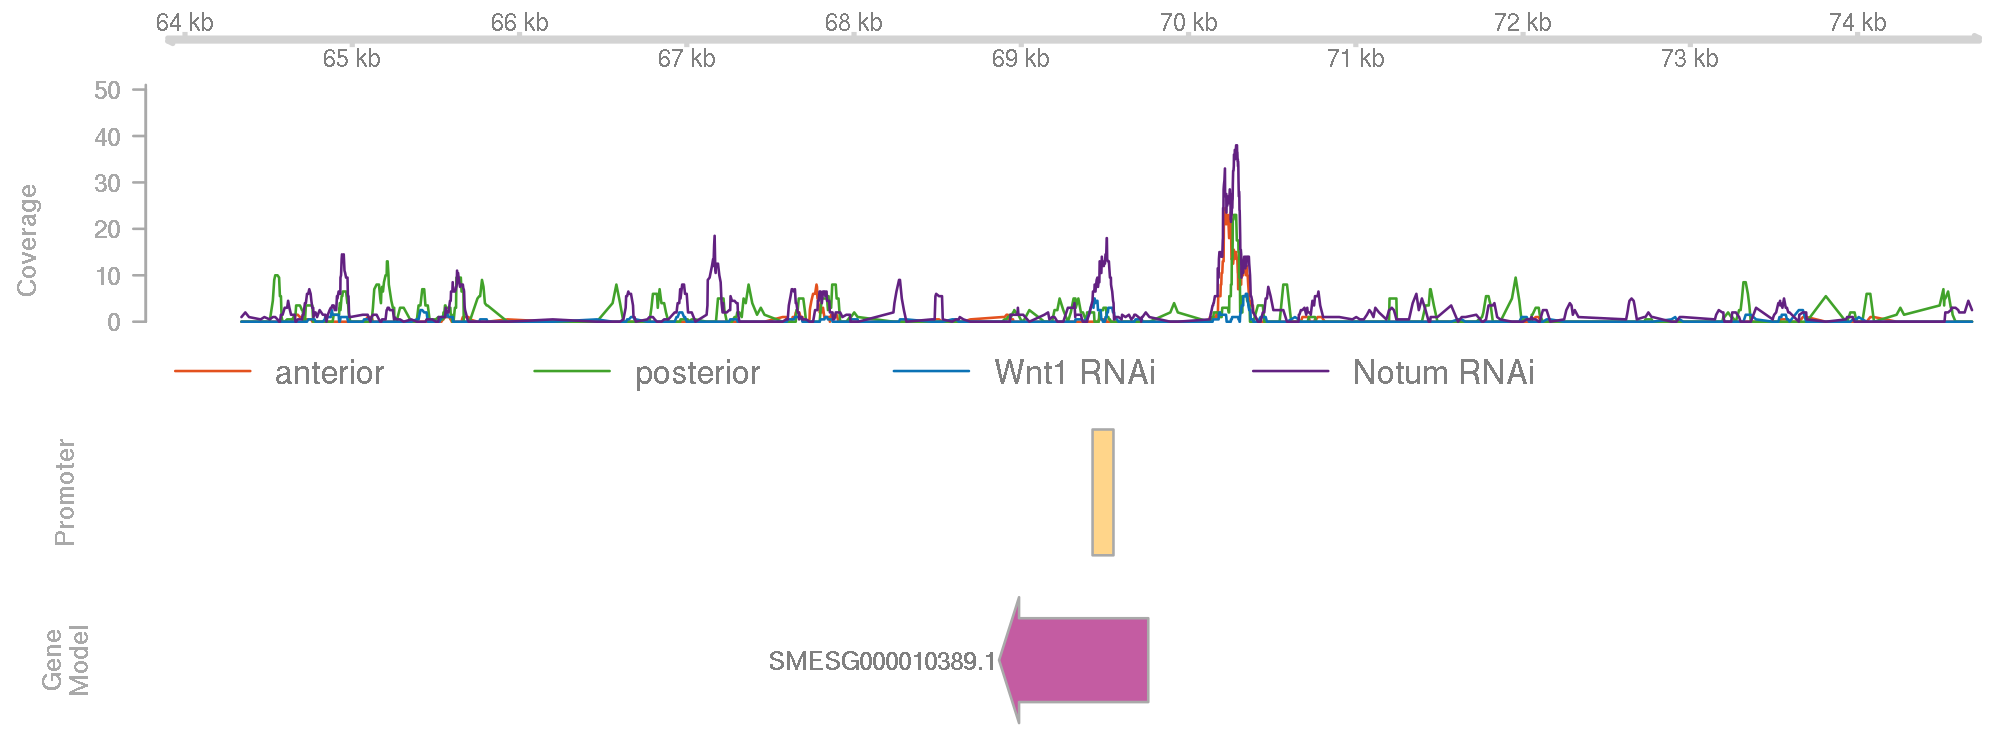 64 kb 66 kb 68 kb 70 kb 72 kb 74 kb
65 kb 67 kb 69 kb 71 kb 73 kb
50
40
30
20
10
0
Coverage
anterior posterior Wnt1 RNAi Notum RNAi
Promoter
Gene
Model
SMESG000010389.1